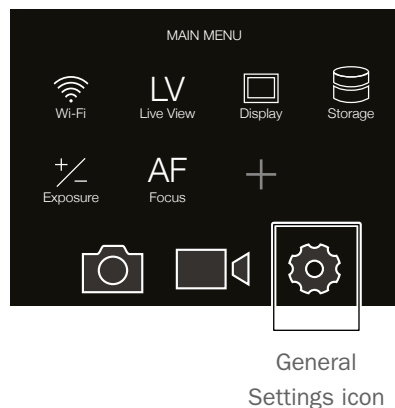 MAIN MENU
LV
Wi-Fi Live View Display Storage
+/− AF
Exposure Focus
+
General
Settings icon